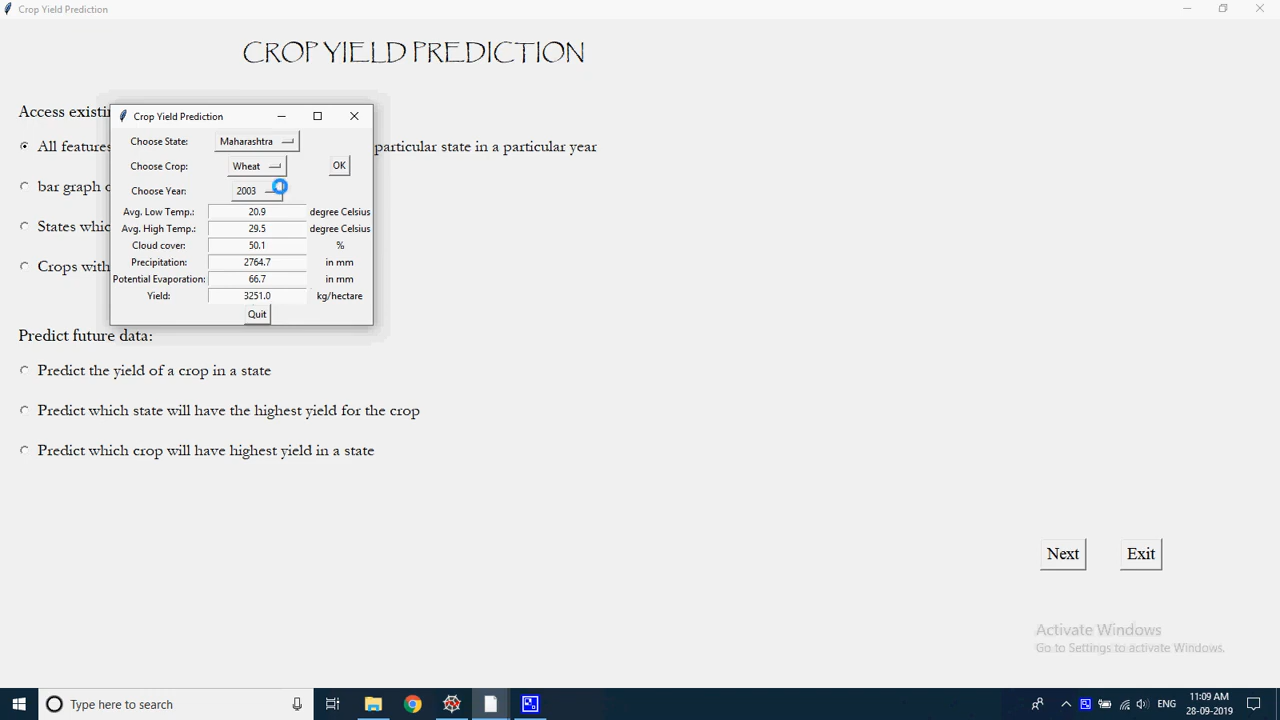 Crop Yield Prediction
CROP YIELD PREDICTION
Access existin
All features particular state in a particular year
bar graph o
States whic
Crops with
Crop Yield Prediction
Choose State: Maharashtra
Choose Crop: Wheat OK
Choose Year: 2003
Avg. Low Temp.: 20.9 degree Celsius
Avg. High Temp.: 29.5 degree Celsius
Cloud cover: 50.1 %
Precipitation: 2764.7 in mm
Potential Evaporation: 66.7 in mm
Yield: 3251.0 kg/hectare
Quit
Predict future data:
Predict the yield of a crop in a state
Predict which state will have the highest yield for the crop
Predict which crop will have highest yield in a state
Next Exit
Activate Windows
Go to Settings to activate Windows.
Type here to search
ENG
11:09 AM
28-09-2019